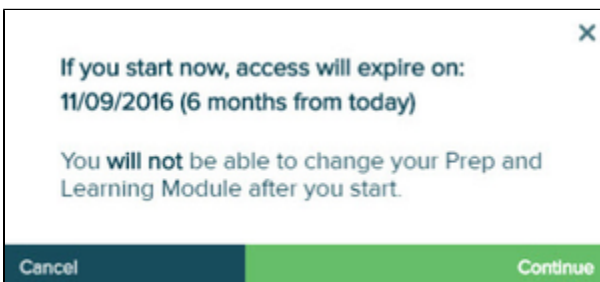 If you start now, access will expire on:
11/09/2016 (6 months from today)
You will not be able to change your Prep and
Learning Module after you start.
Cancel
Continue